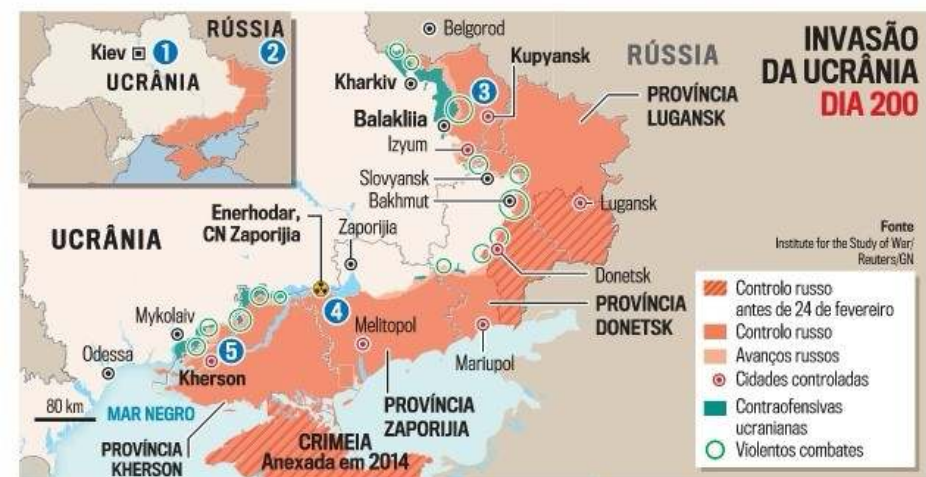 INVASÃO
DA UCRÂNIA
DIA 200
RÚSSIA
2
Kiev
1
UCRÂNIA
Belgorod
Kupyansk
RÚSSIA
Kharkiv
3
PROVÍNCIA
LUGANSK
Balakliia
Izyum
Slovyansk
Bakhmut
Lugansk
Enerhodar,
CN Zaporijia
Zaporijia
UCRÂNIA
Donetsk
4
PROVÍNCIA
DONETSK
Mykolaiv
Melitopol
Mariupol
Odessa
5
Kherson
80 km
MAR NEGRO
PROVÍNCIA
ZAPORIJIA
PROVÍNCIA
KHERSON
CRIMEIA
Anexada em 2014
Fonte
Institute for the Study of War/
Reuters/GN
Controlo russo
antes de 24 de fevereiro
Controlo russo
Avanços russos
Cidades controladas
Contraofensivas
ucranianas
Violentos combates